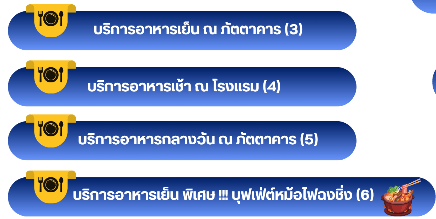 บริการอาหารเย็น ณ ภัตตาคาร (3)
บริการอาหารเช้า ณ โรงแรม (4)
บริการอาหารกลางวัน ณ ภัตตาคาร (5)
บริการอาหารเย็น พิเศษ !!! บุฟเฟ่ต์หม้อไฟฉงชิ่ง (6)